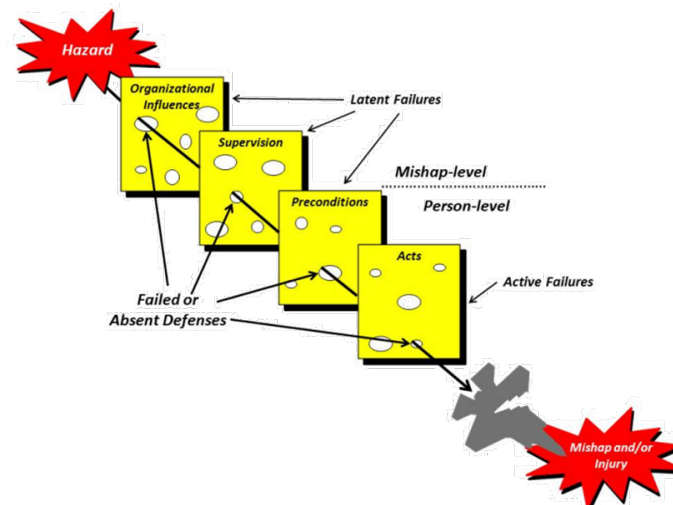 Hazard
Organizational
Influences
Latent Failures
Supervision
Mishap-level
Preconditions
Person-level
Acts
Active Failures
Failed or
Absent Defenses
Mishap and/or
Injury